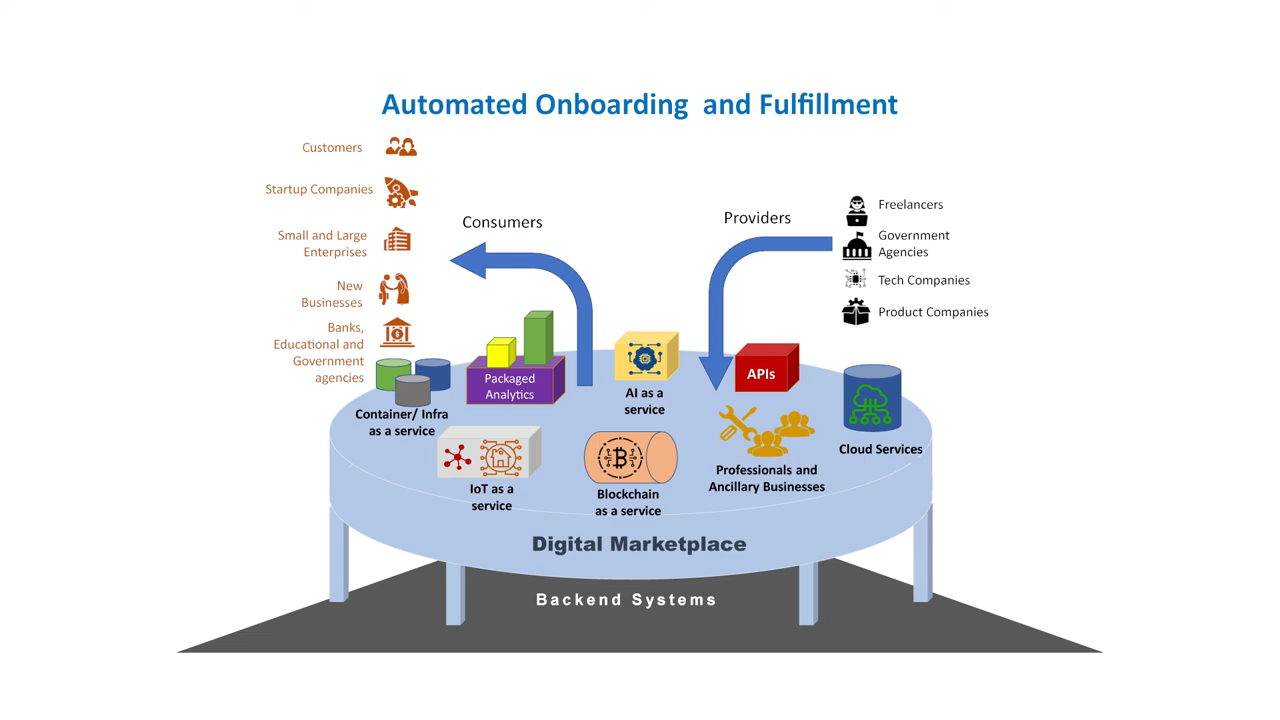 Automated Onboarding and Fulfillment
Customers
Startup Companies
Small and Large
Enterprises
New
Businesses
Banks,
Educational and
Government
agencies
Consumers
Providers
Freelancers
Government
Agencies
Tech Companies
Product Companies
Packaged
Analytics
AI as a
service
APIs
Container/ Infra
as a service
Cloud Services
IoT as a
service
Blockchain
as a service
Professionals and
Ancillary Businesses
Digital Marketplace
Backend Systems